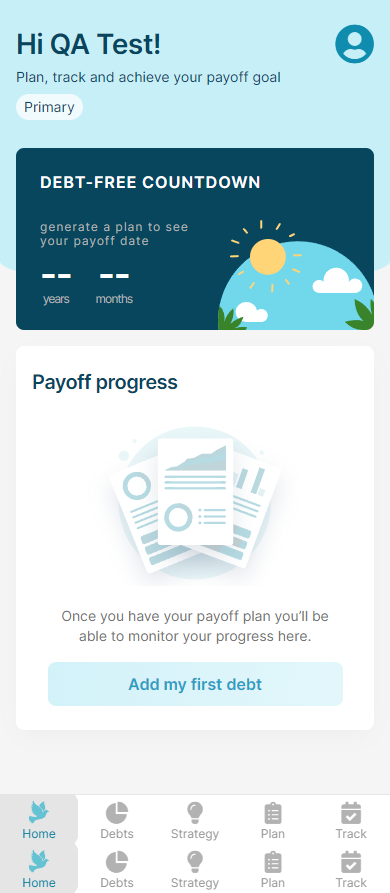 Hi QA Test!
Plan, track and achieve your payoff goal
Primary
DEBT-FREE COUNTDOWN
generate a plan to see
your payoff date
-- --
years months
Payoff progress
Once you have your payoff plan you'll be
able to monitor your progress here.
Add my first debt
Home Debts Strategy Plan Track
Home Debts Strategy Plan Track